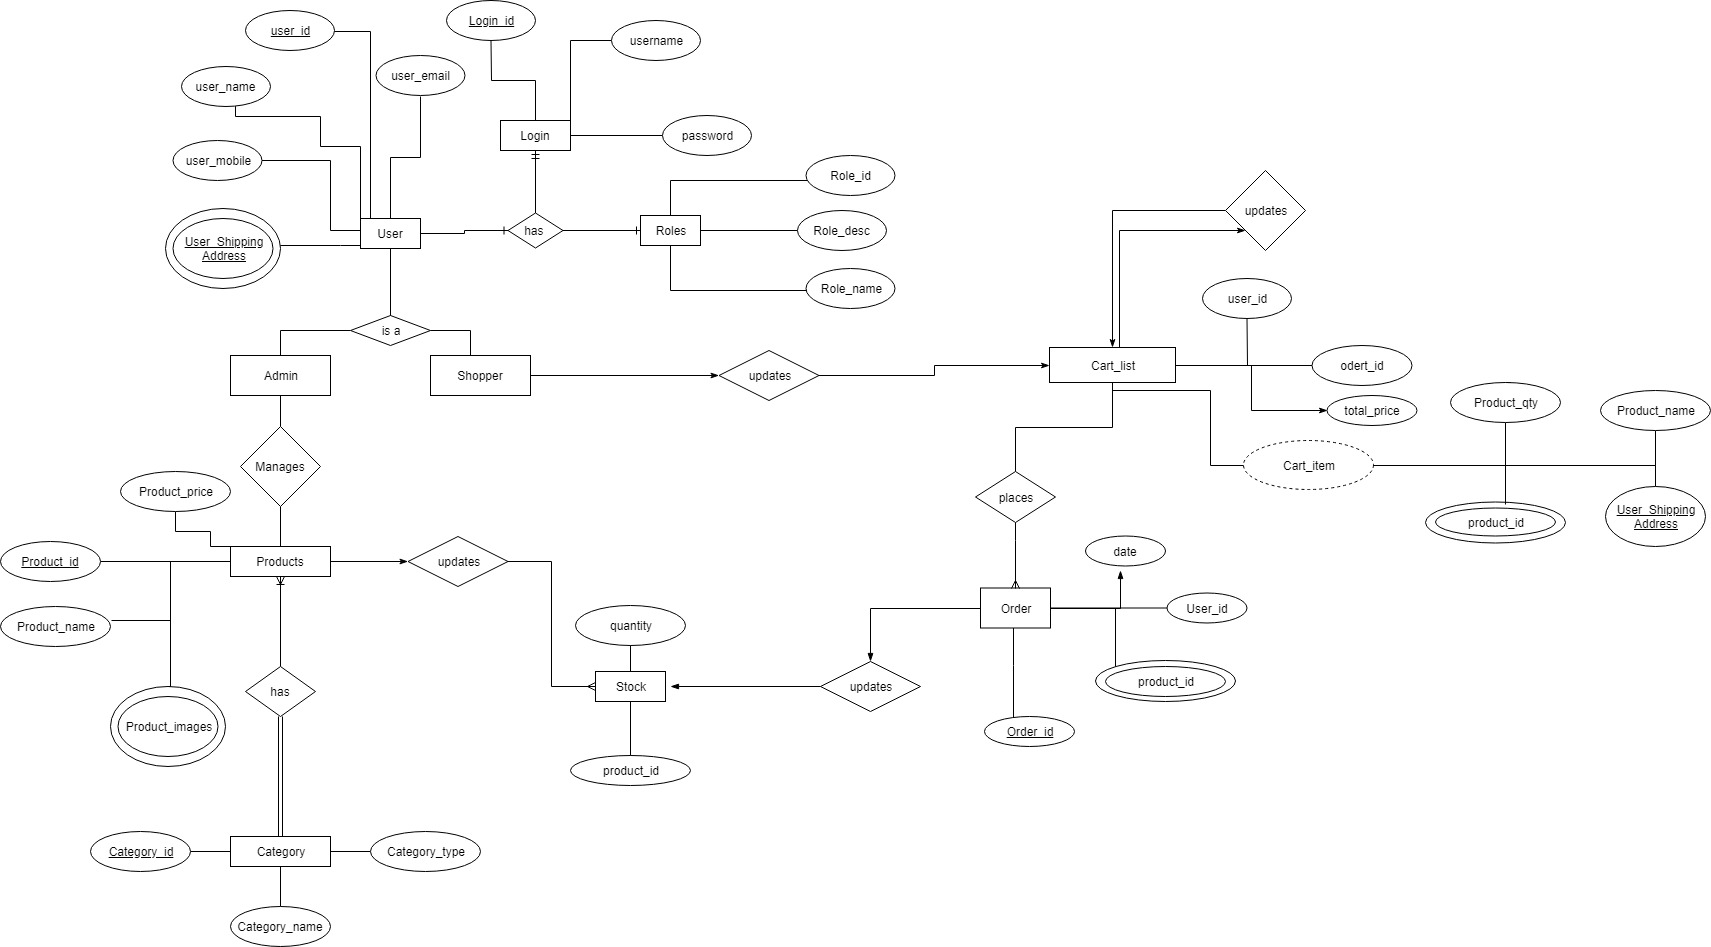 Login_id
user_id
username
user_email
user_name
Login
password
user_mobile
Role_id
updates
User
has
Roles
Role_desc
User_Shipping
Address
Role_name
user_id
is a
Admin
Shopper
updates
Cart_list
odert_id
total_price
Product_qty
Product_name
Manages
Cart_item
Product_price
places
product_id
User_Shipping
Address
Product_id
Products
updates
date
Product_name
quantity
Order
User_id
has
Stock
updates
product_id
Product_images
Order_id
product_id
Category_id
Category
Category_type
Category_name